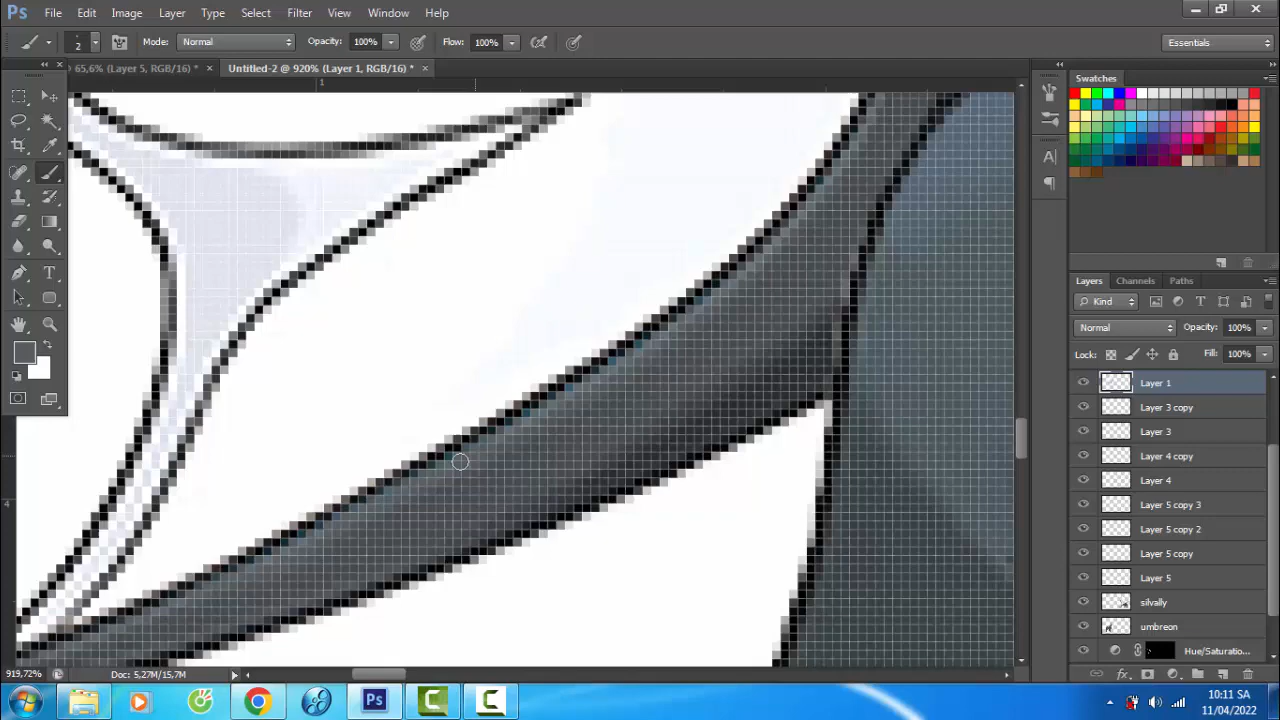 Ps File Edit Image Layer Type Select Filter View Window Help
2 Mode: Normal Opacity: 100% Flow: 100% Essentials
65,6% (Layer 5, RGB/16) * × Untitled-2 @ 920% (Layer 1, RGB/16) * ×
1
Swatches
4
Layers Channels Paths
Kind
Normal Opacity: 100%
Lock: Fill: 100%
Layer 1
Layer 3 copy
Layer 3
Layer 4 copy
Layer 4
Layer 5 copy 3
Layer 5 copy 2
Layer 5 copy
Layer 5
silvally
umbreon
Hue/Saturatio...
919,72% Doc: 5,27M/15,7M
10:11 SA
11/04/2022